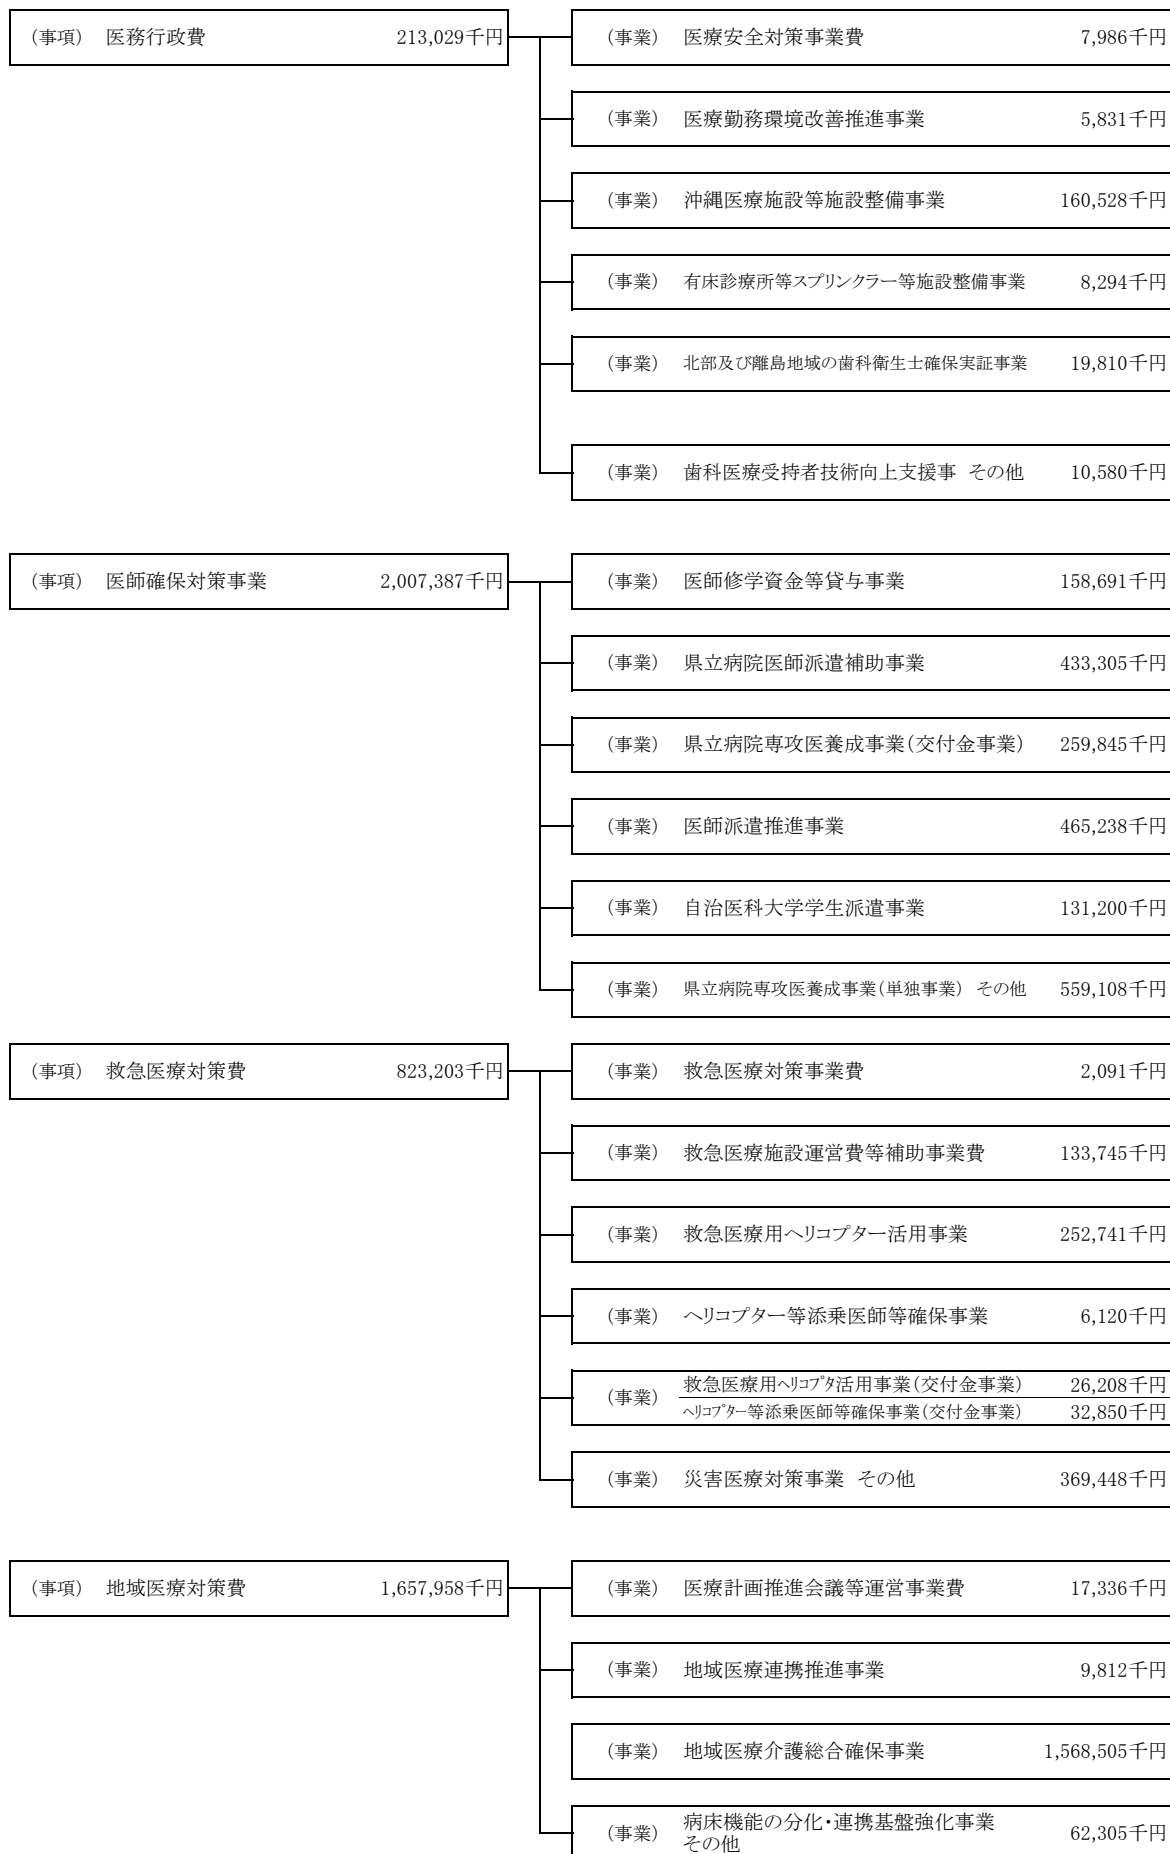 （事項） 医務行政費 213,029千円 （事業） 医療安全対策事業費 7,986千円
（事業） 医療勤務環境改善推進事業 5,831千円
（事業） 沖縄医療施設等施設整備事業 160,528千円
（事業） 有床診療所等スプリンクラー等施設整備事業 8,294千円
（事業） 北部及び離島地域の歯科衛生士確保実証事業 19,810千円
（事業） 歯科医療受持者技術向上支援事 その他 10,580千円
（事項） 医師確保対策事業 2,007,387千円 （事業） 医師修学資金等貸与事業 158,691千円
（事業） 県立病院医師派遣補助事業 433,305千円
（事業） 県立病院専攻医養成事業（交付金事業） 259,845千円
（事業） 医師派遣推進事業 465,238千円
（事業） 自治医科大学学生派遣事業 131,200千円
（事業） 県立病院専攻医養成事業（単独事業） その他 559,108千円
（事項） 救急医療対策費 823,203千円 （事業） 救急医療対策事業費 2,091千円
（事業） 救急医療施設運営費等補助事業費 133,745千円
（事業） 救急医療用ヘリコプター活用事業 252,741千円
（事業） ヘリコプター等添乗医師等確保事業 6,120千円
（事業） 救急医療用ﾍﾘｺﾌﾟﾀ活用事業（交付金事業） 26,208千円
ﾍﾘｺﾌﾟﾀｰ等添乗医師等確保事業（交付金事業） 32,850千円
（事業） 災害医療対策事業 その他 369,448千円
（事項） 地域医療対策費 1,657,958千円 （事業） 医療計画推進会議等運営事業費 17,336千円
（事業） 地域医療連携推進事業 9,812千円
（事業） 地域医療介護総合確保事業 1,568,505千円
（事業） 病床機能の分化・連携基盤強化事業 62,305千円
その他